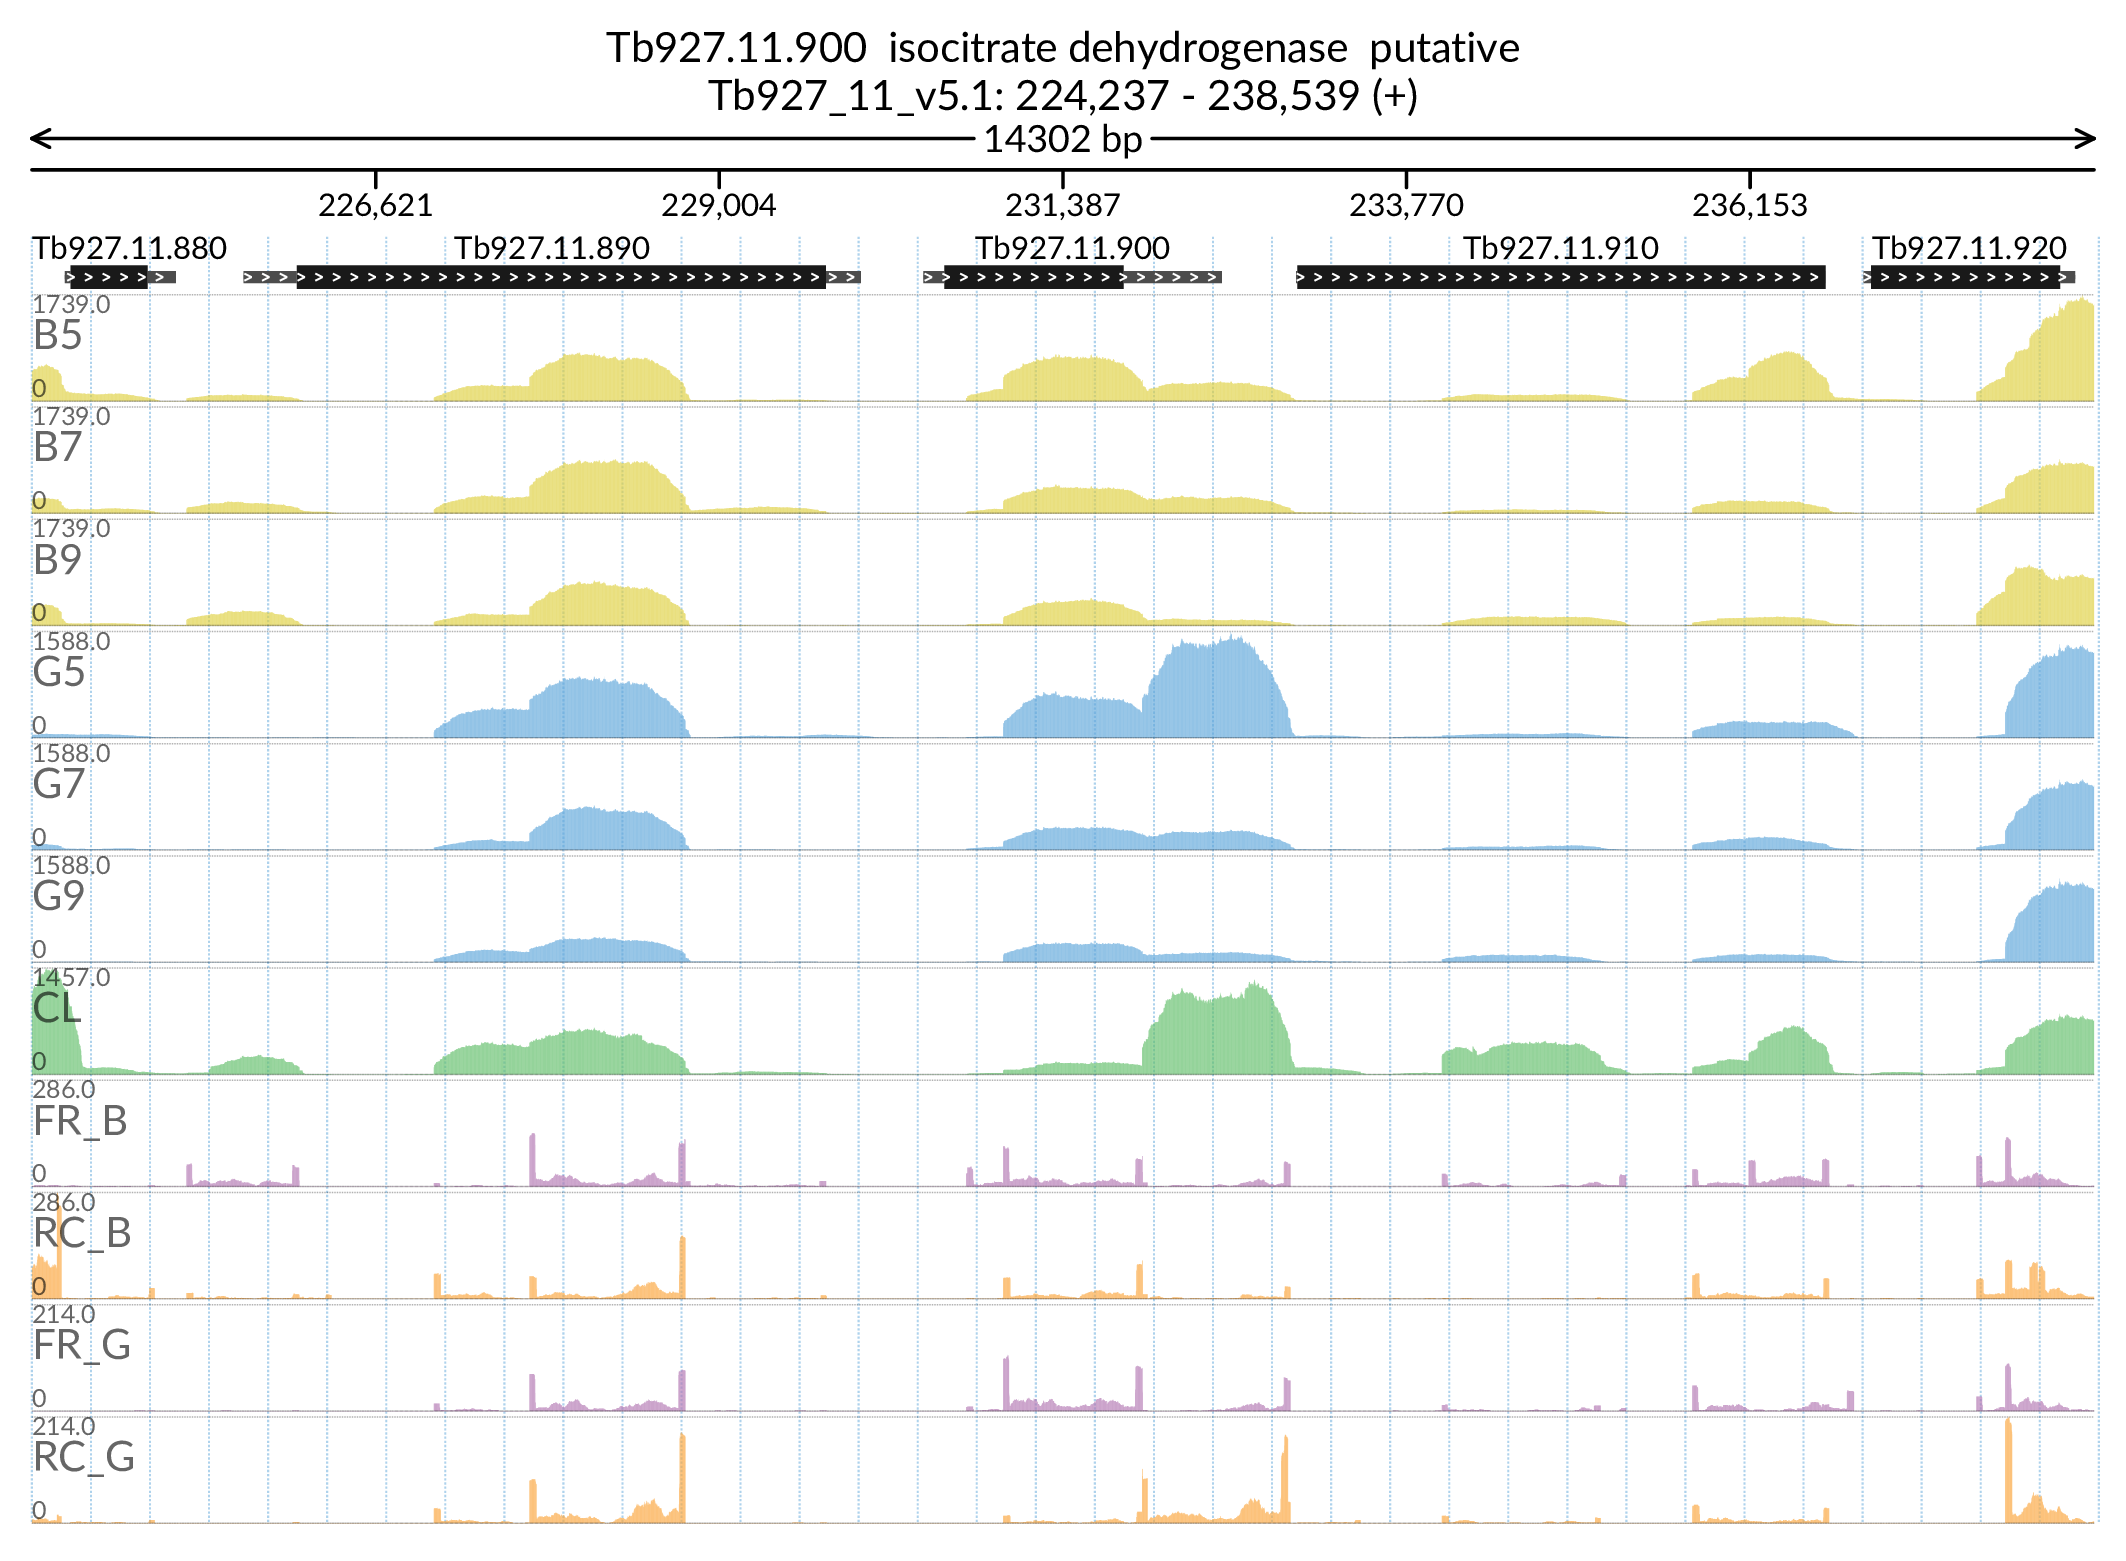 Tb927.11.900  isocitrate dehydrogenase  putative
Tb927_11_v5.1: 224,237 - 238,539 (+)
14302 bp
226,621 229,004 231,387 233,770 236,153
Tb927.11.880 Tb927.11.890 Tb927.11.900 Tb927.11.910 Tb927.11.920
1739.0
B5
0
1739.0
B7
0
1739.0
B9
0
1588.0
G5
0
1588.0
G7
0
1588.0
G9
0
1457.0
CL
0
286.0
FR_B
0
286.0
RC_B
0
214.0
FR_G
0
214.0
RC_G
0